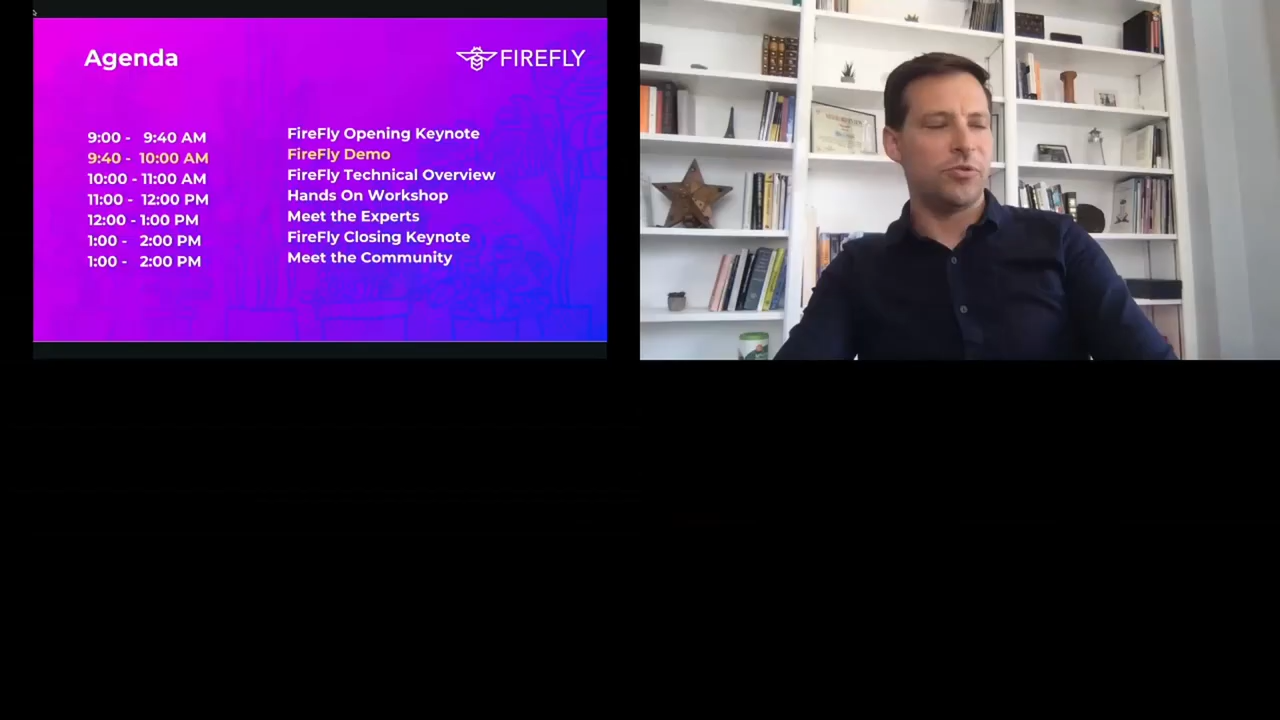 Agenda
FIREFLY
9:00 - 9:40 AM FireFly Opening Keynote
9:40 - 10:00 AM FireFly Demo
10:00 - 11:00 AM FireFly Technical Overview
11:00 - 12:00 PM Hands On Workshop
12:00 - 1:00 PM Meet the Experts
1:00 - 2:00 PM FireFly Closing Keynote
1:00 - 2:00 PM Meet the Community